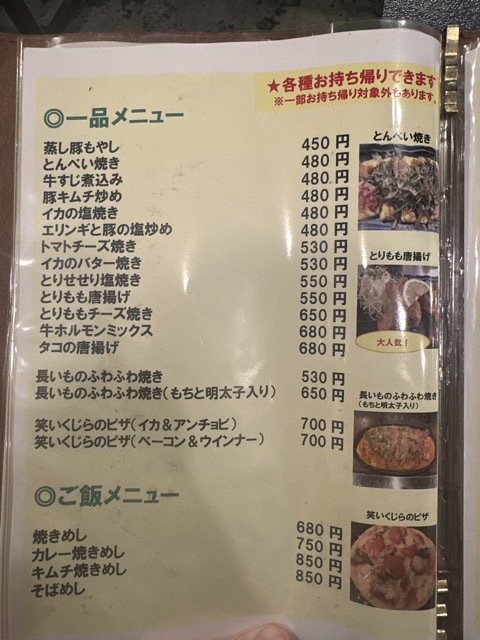 ★各種お持ち帰りできます
※一部お持ち帰り対象外もあります。
◎一品メニュー
蒸し豚もやし 450円
とんぺい焼き 480円
牛すじ煮込み 480円
豚キムチ炒め 480円
イカの塩焼き 480円
エリンギと豚の塩炒め 480円
トマトチーズ焼き 530円
イカのバター焼き 530円
とりせせり塩焼き 550円
とりもも唐揚げ 550円
とりももチーズ焼き 650円
牛ホルモンミックス 680円
タコの唐揚げ 680円
長いものふわふわ焼き 530円
長いものふわふわ焼き(もちと明太子入り) 650円
笑いくじらのピザ(イカ&アンチョビ) 700円
笑いくじらのピザ(ベーコン&ウインナー) 700円
◎ご飯メニュー
焼きめし 680円
カレー焼きめし 750円
キムチ焼きめし 850円
そばめし 850円
とんぺい焼き
とりもも唐揚げ
大人気!
長いものふわふわ焼き
(もちと明太子入り)
笑いくじらのピザ